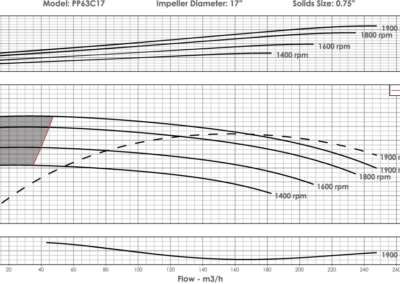 Model: PP63C17 Impeller Diameter: 17" Solids Size: 0.75"
1900
1800 rpm
1600 rpm
1400 rpm
1900 r
1900 r
1800 rpm
1600 rpm
1400 rpm
1900
20 40 60 80 100 120 140 160 180 200 220 240 260
Flow - m3/h